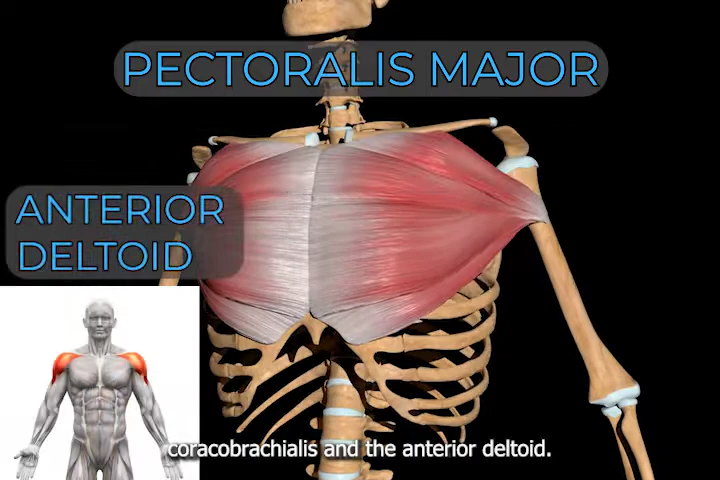 PECTORALIS MAJOR
ANTERIOR
DELTOID
coracobrachialis and the anterior deltoid.